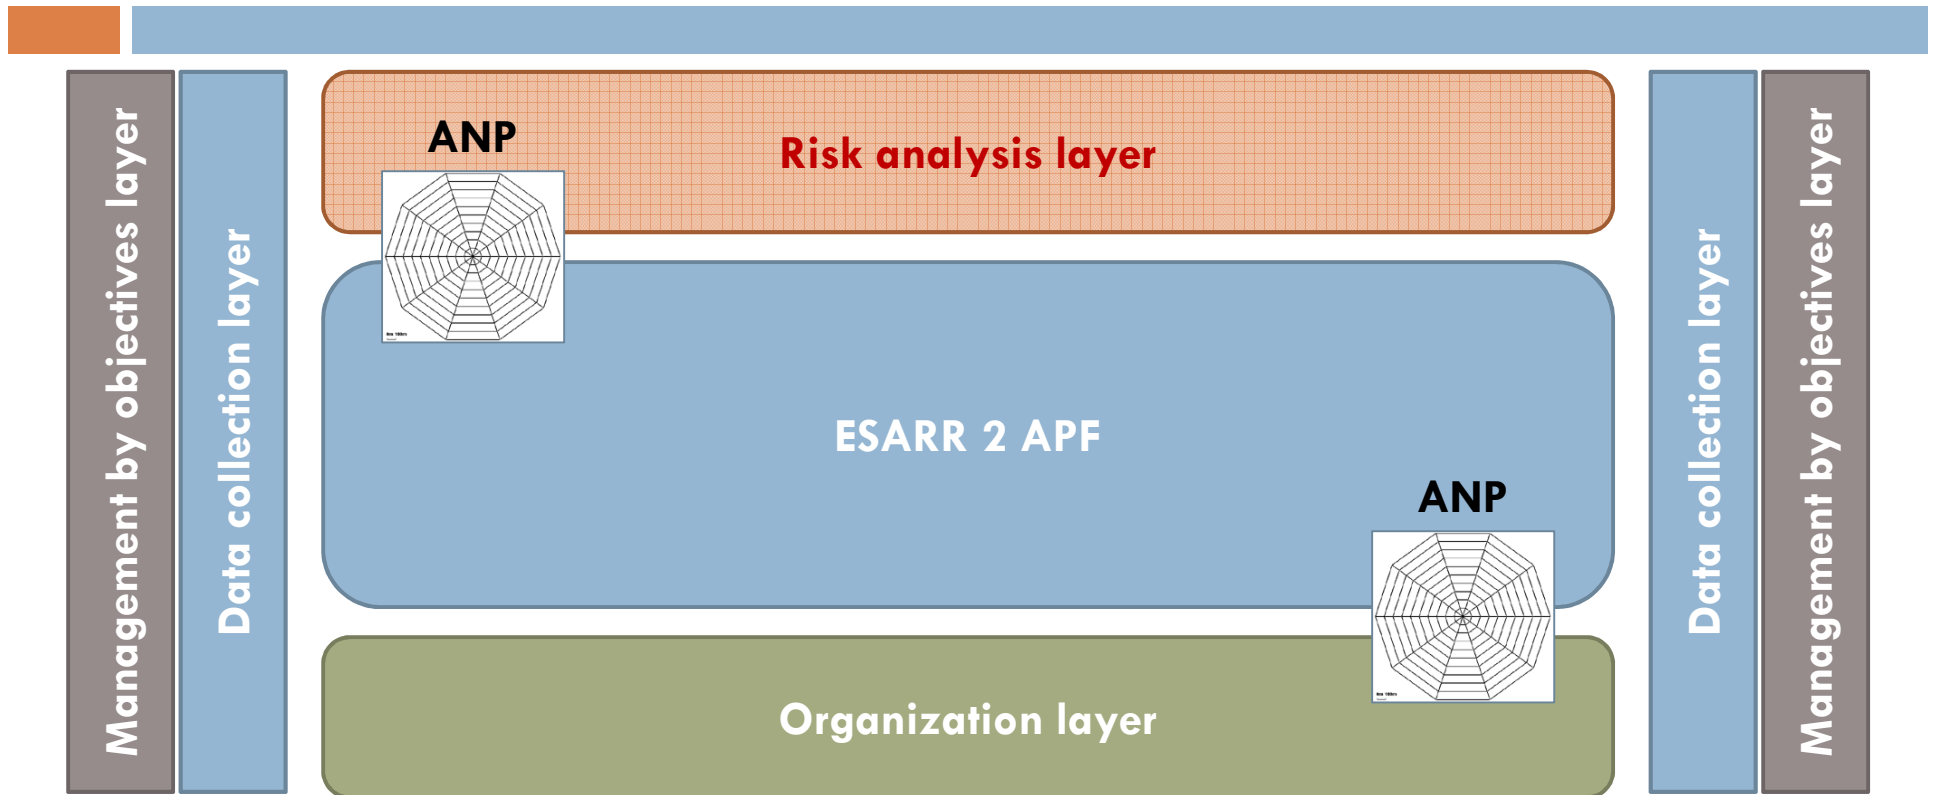 Management by objectives layer
Data collection layer
ANP
Risk analysis layer
ESARR 2 APF
ANP
Organization layer
Data collection layer
Management by objectives layer